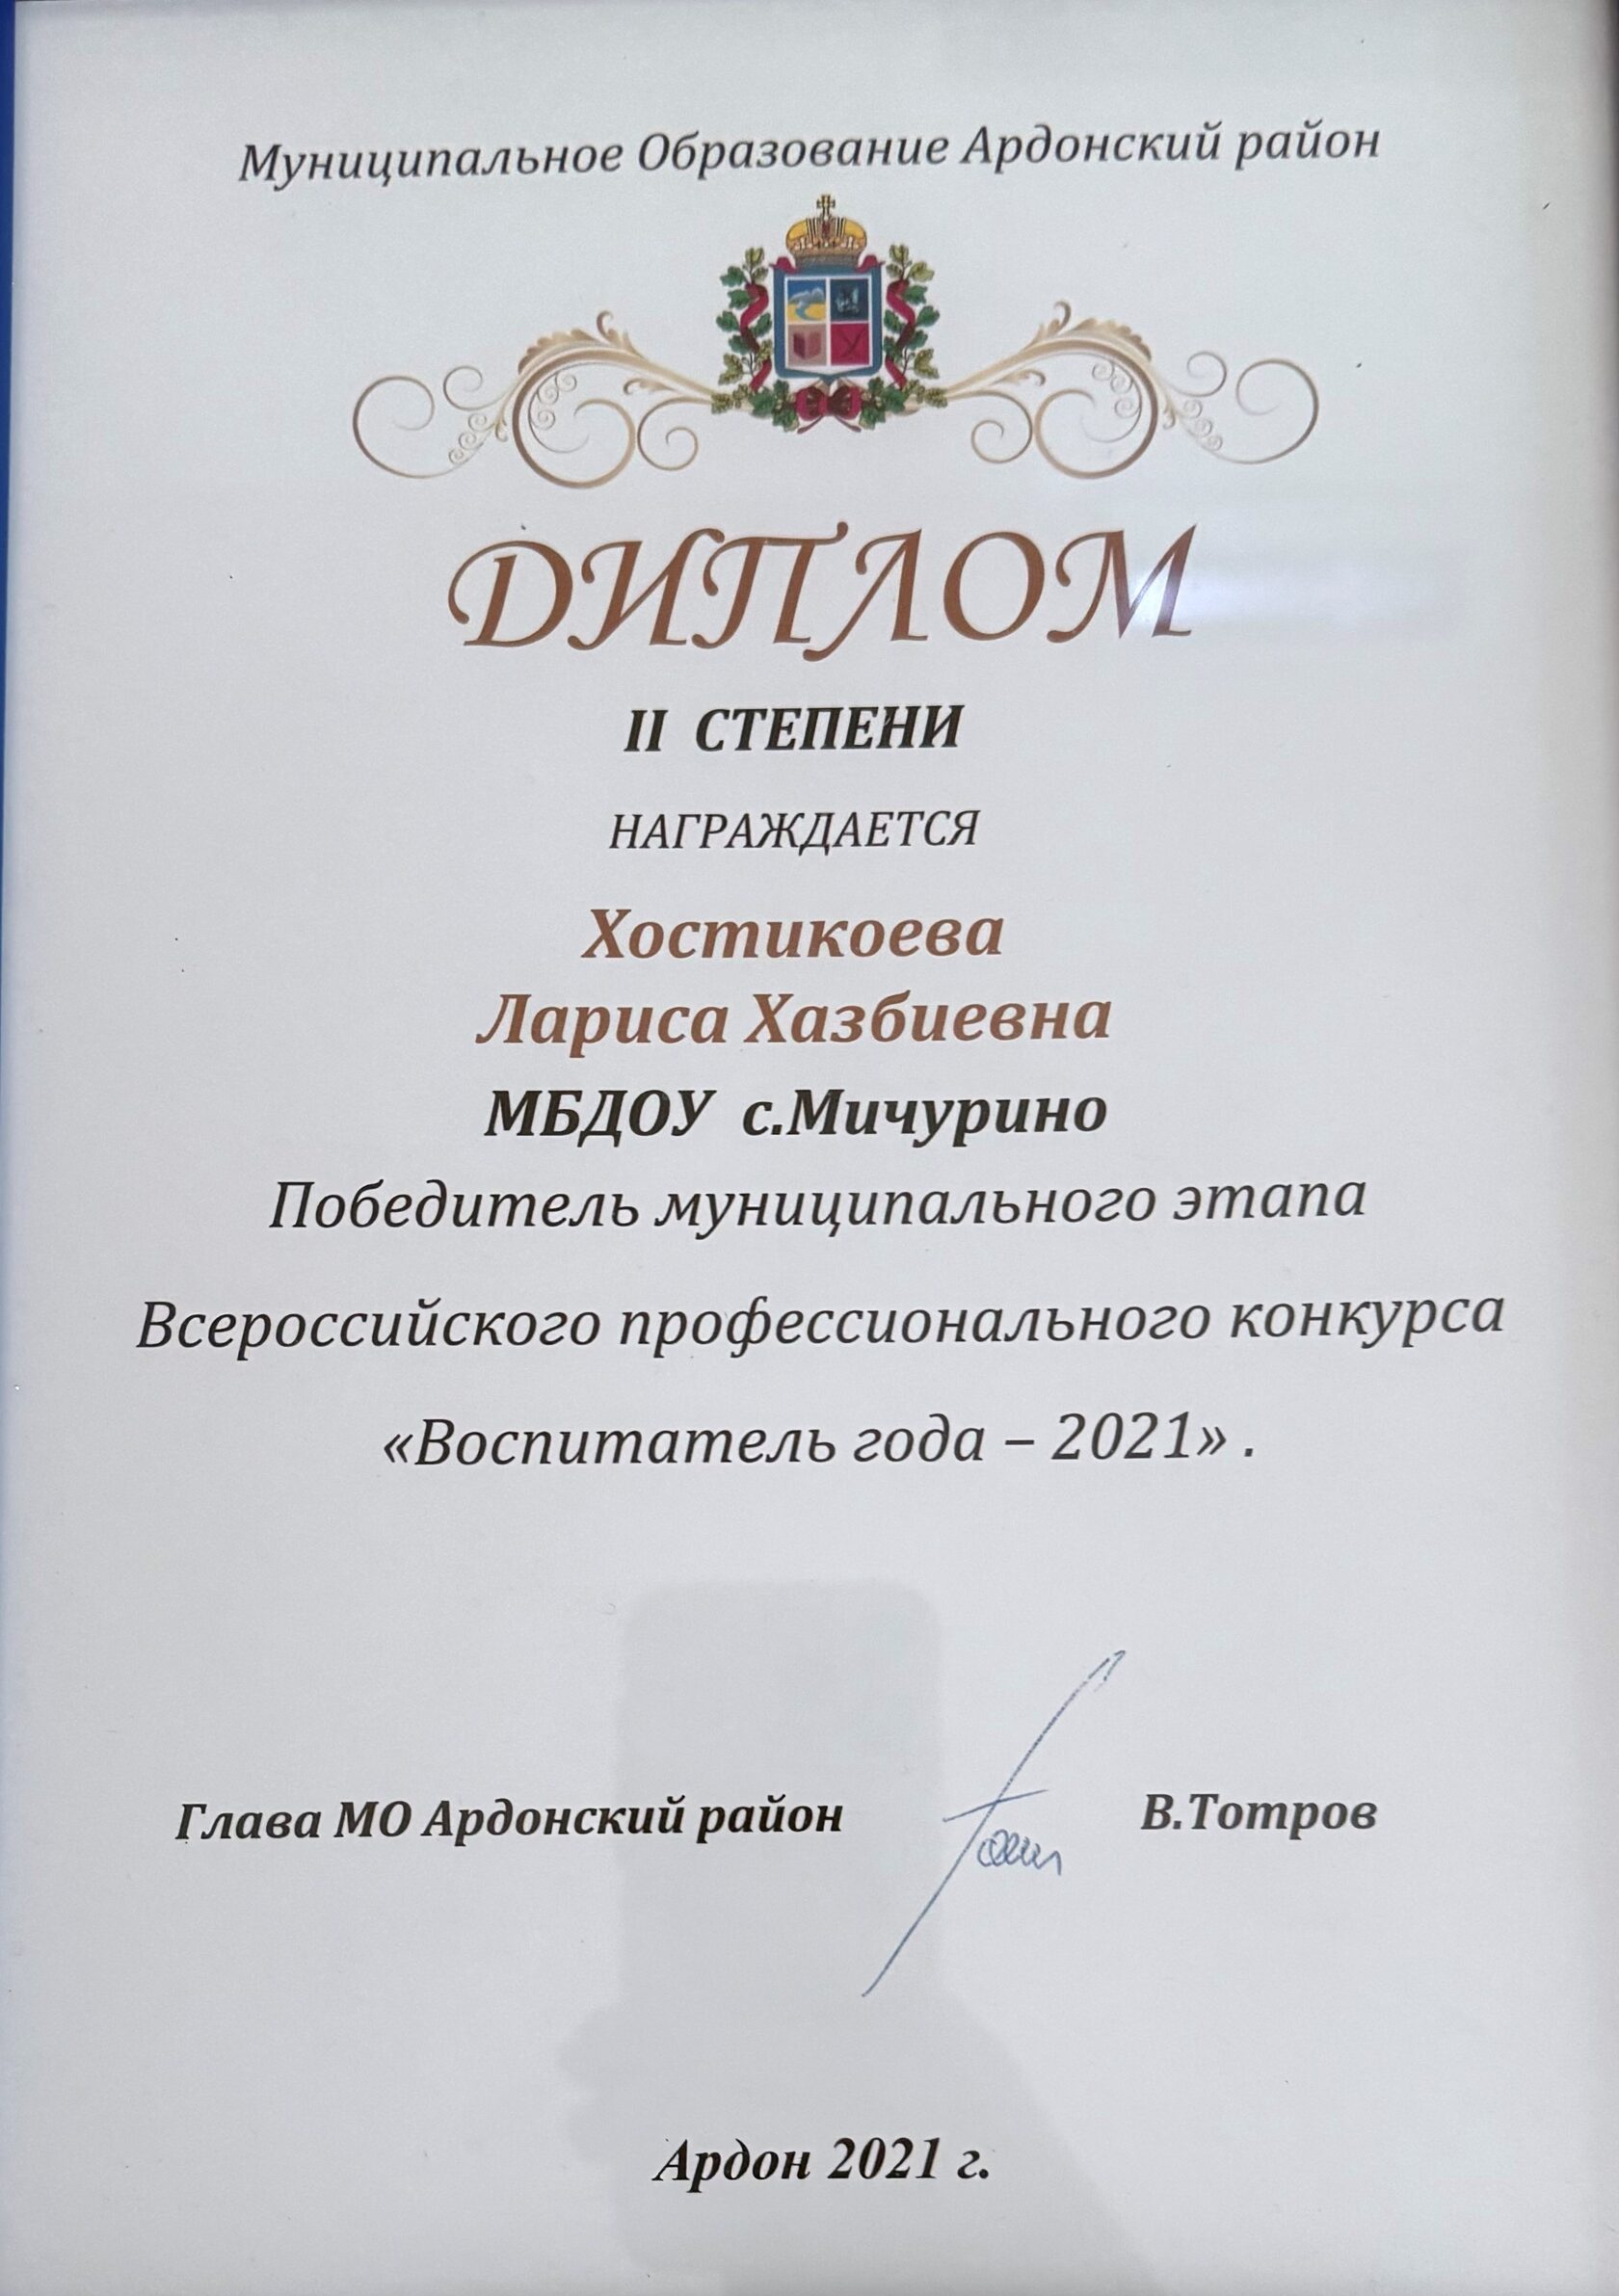 Муниципальное Образование Ардонский район
ДИПЛОМ
II СТЕПЕНИ
НАГРАЖДАЕТСЯ
Хостикоева
Лариса Хазбиевна
МБДОУ с.Мичурино
Победитель муниципального этапа
Всероссийского профессионального конкурса
«Воспитатель года – 2021» .
Глава МО Ардонский район В.Тотров
Ардон 2021 г.